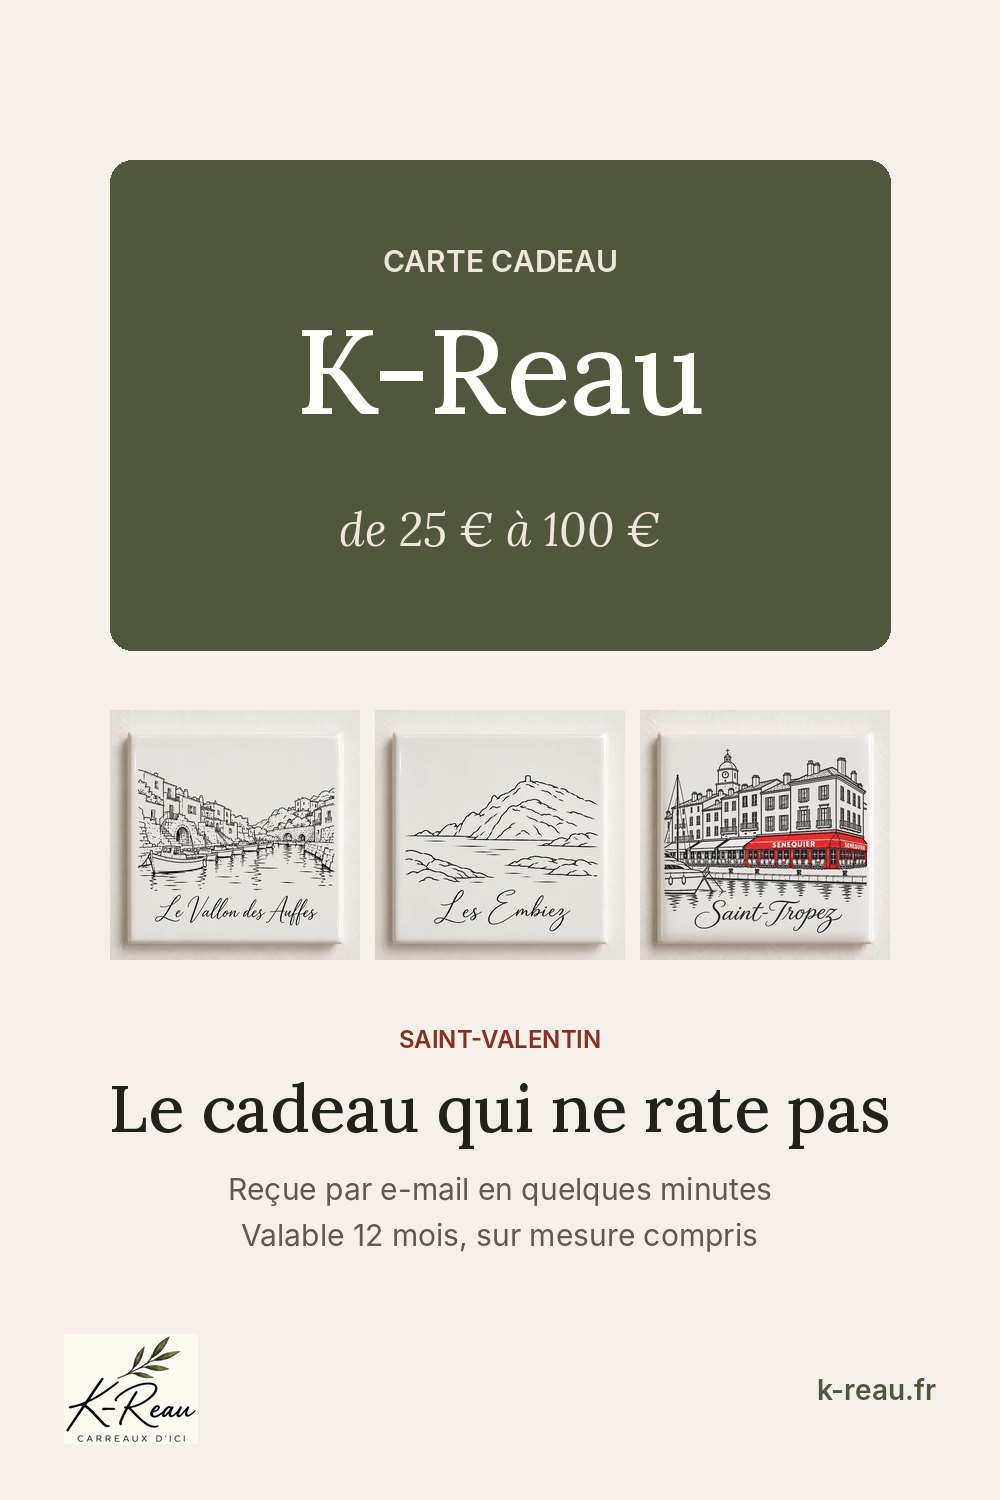 CARTE CADEAU
K-Reau
de 25 € à 100 €
Le Vallon des Auffes
Les Embiez
SENEQUIER
SENEQUIER
Saint-Tropez
SAINT-VALENTIN
Le cadeau qui ne rate pas
Reçue par e-mail en quelques minutes
Valable 12 mois, sur mesure compris
K-Reau
CARREAUX D'ICI
k-reau.fr